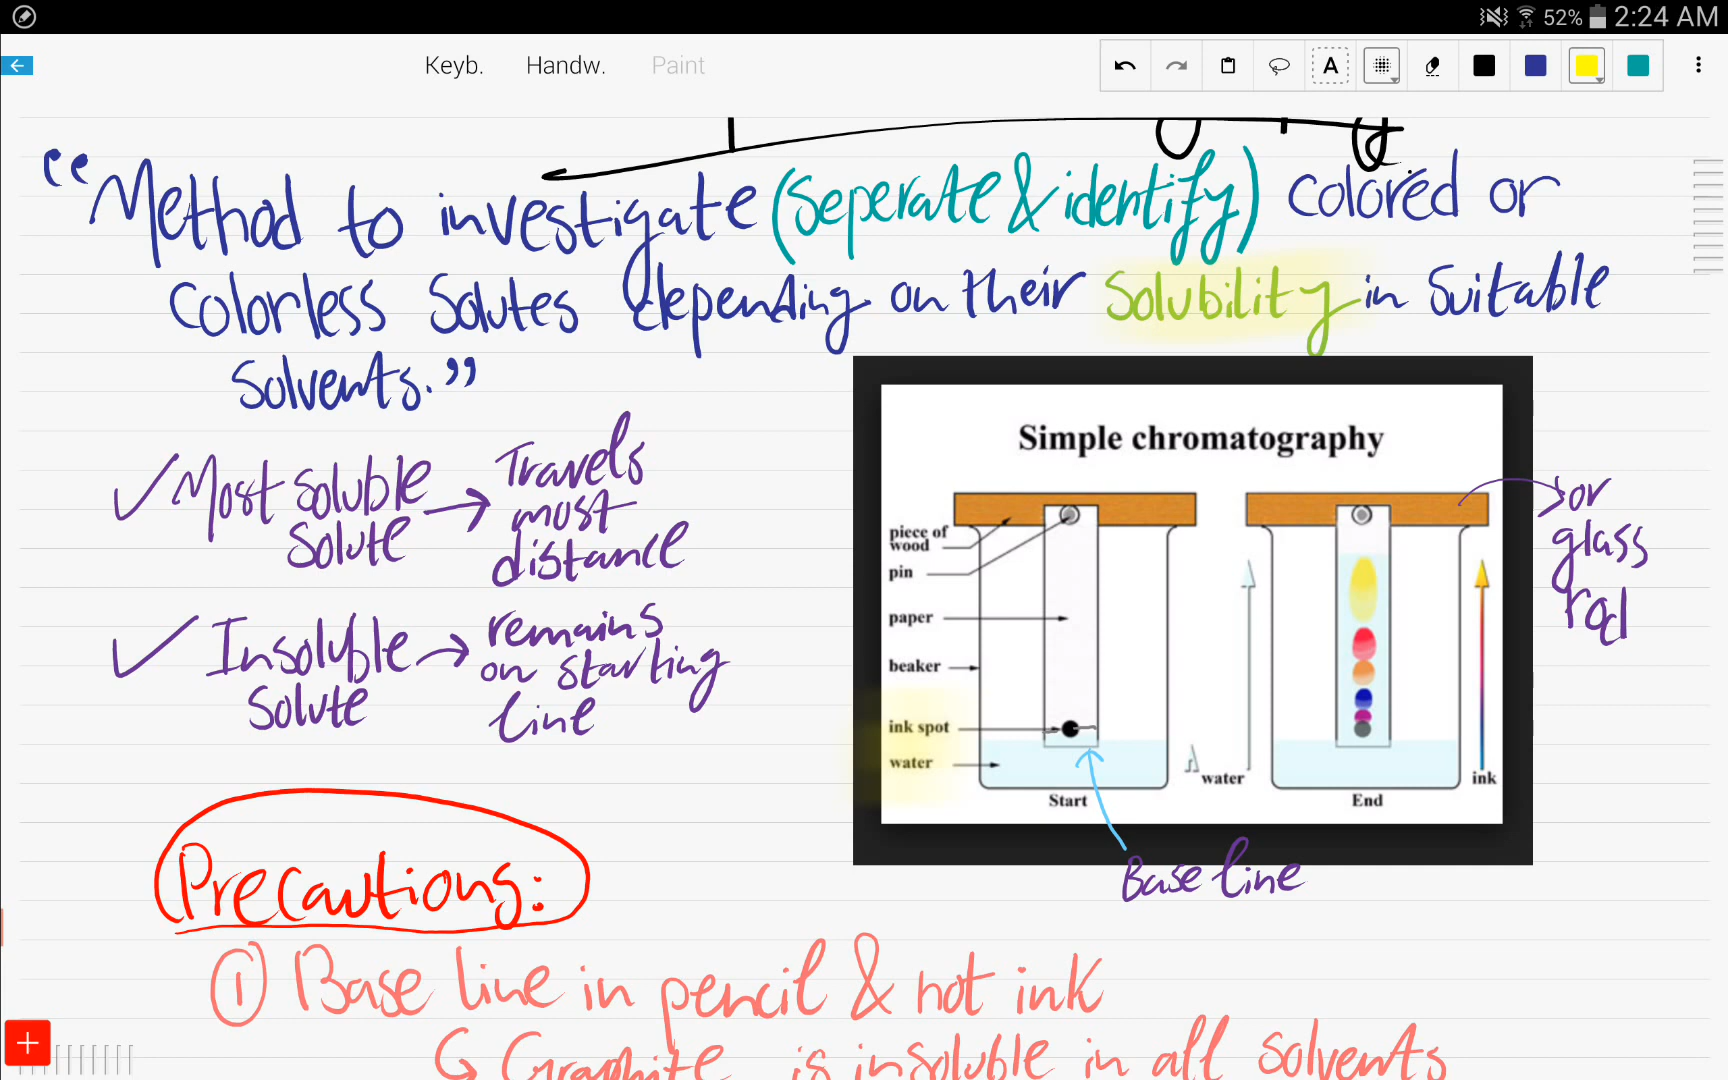 52% 2:24 AM
Keyb. Handw. Paint
A
"Method to investigate (Seperate & identify) Colored or
Colorless Solutes depending on their Solubility in Suitable
Solvents."
✓ Most soluble solute → Travels most distance
✓ Insoluble solute → remains on starting line
Simple chromatography
piece of
wood
pin
paper
beaker
ink spot
water
Start
water
End
ink
or
glass
rod
Base line
Precautions:
① Base line in pencil & not ink
↳ Graphite is insoluble in all solvents